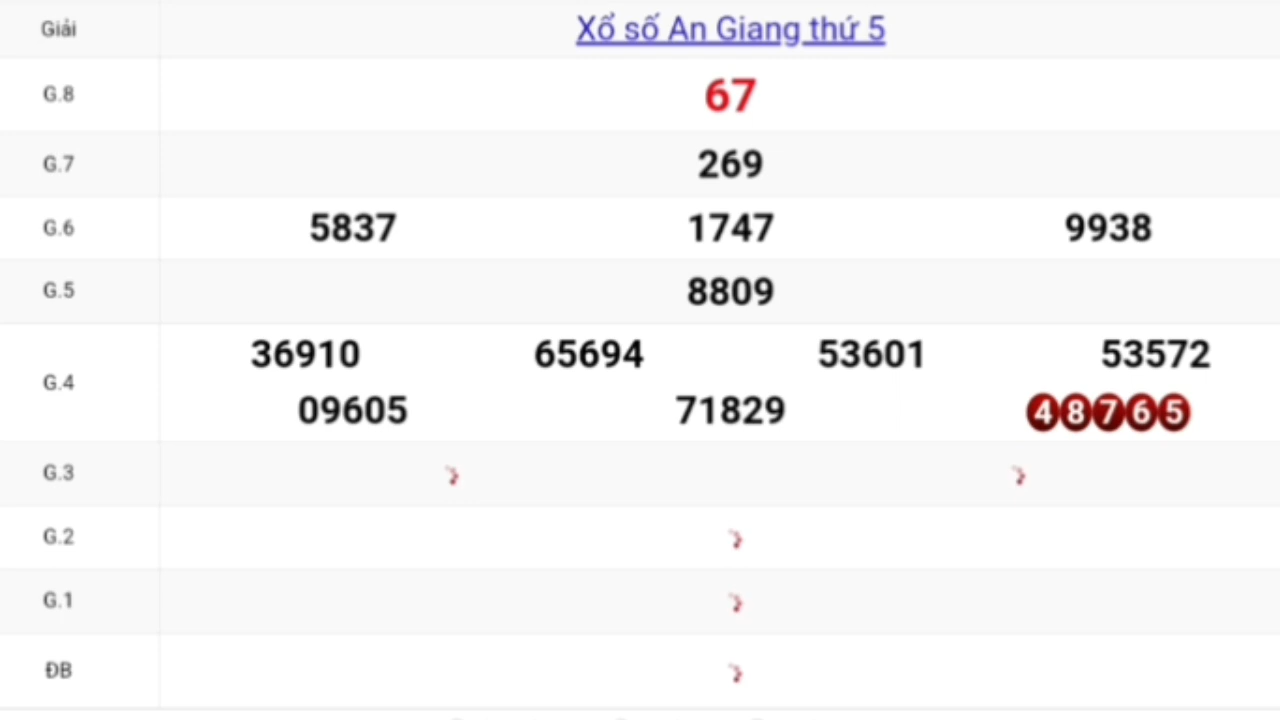 Giải Xổ số An Giang thứ 5
G.8 67
G.7 269
G.6 5837 1747 9938
G.5 8809
G.4 36910 65694 53601 53572
09605 71829 48765
G.3
G.2
G.1
ĐB